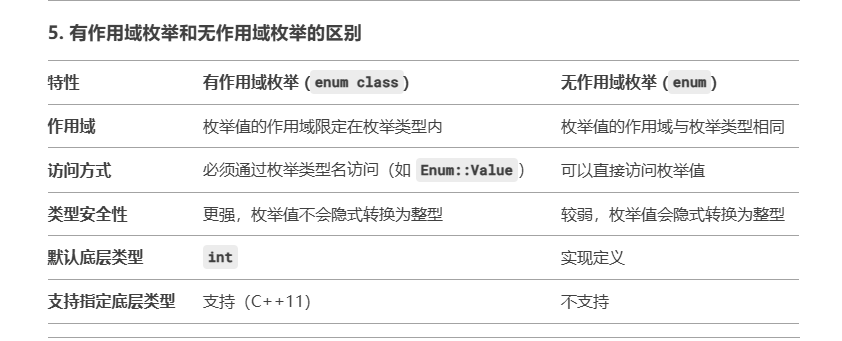 5. 有作用域枚举和无作用域枚举的区别
特性 有作用域枚举 (enum class) 无作用域枚举 (enum)
作用域 枚举值的作用域限定在枚举类型内 枚举值的作用域与枚举类型相同
访问方式 必须通过枚举类型名访问（如 Enum::Value） 可以直接访问枚举值
类型安全性 更强，枚举值不会隐式转换为整型 较弱，枚举值会隐式转换为整型
默认底层类型 int 实现定义
支持指定底层类型 支持（C++11） 不支持